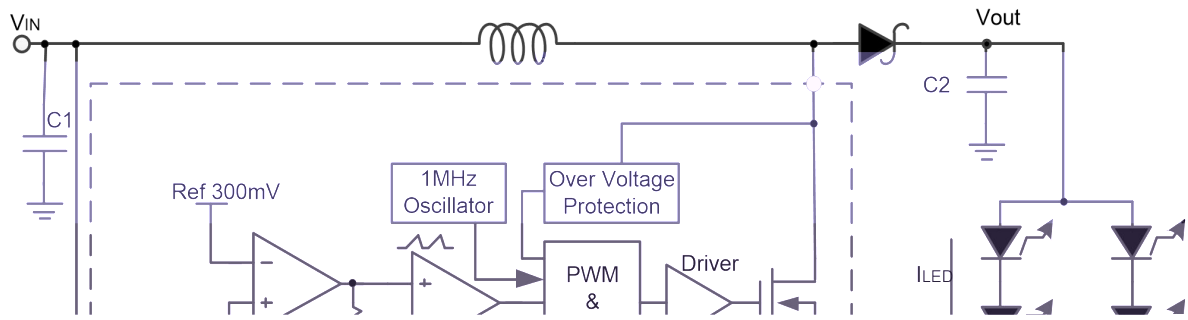 VIN
Vout
C1
C2
Ref 300mV
1MHz
Oscillator
Over Voltage
Protection
PWM
&
Driver
ILED